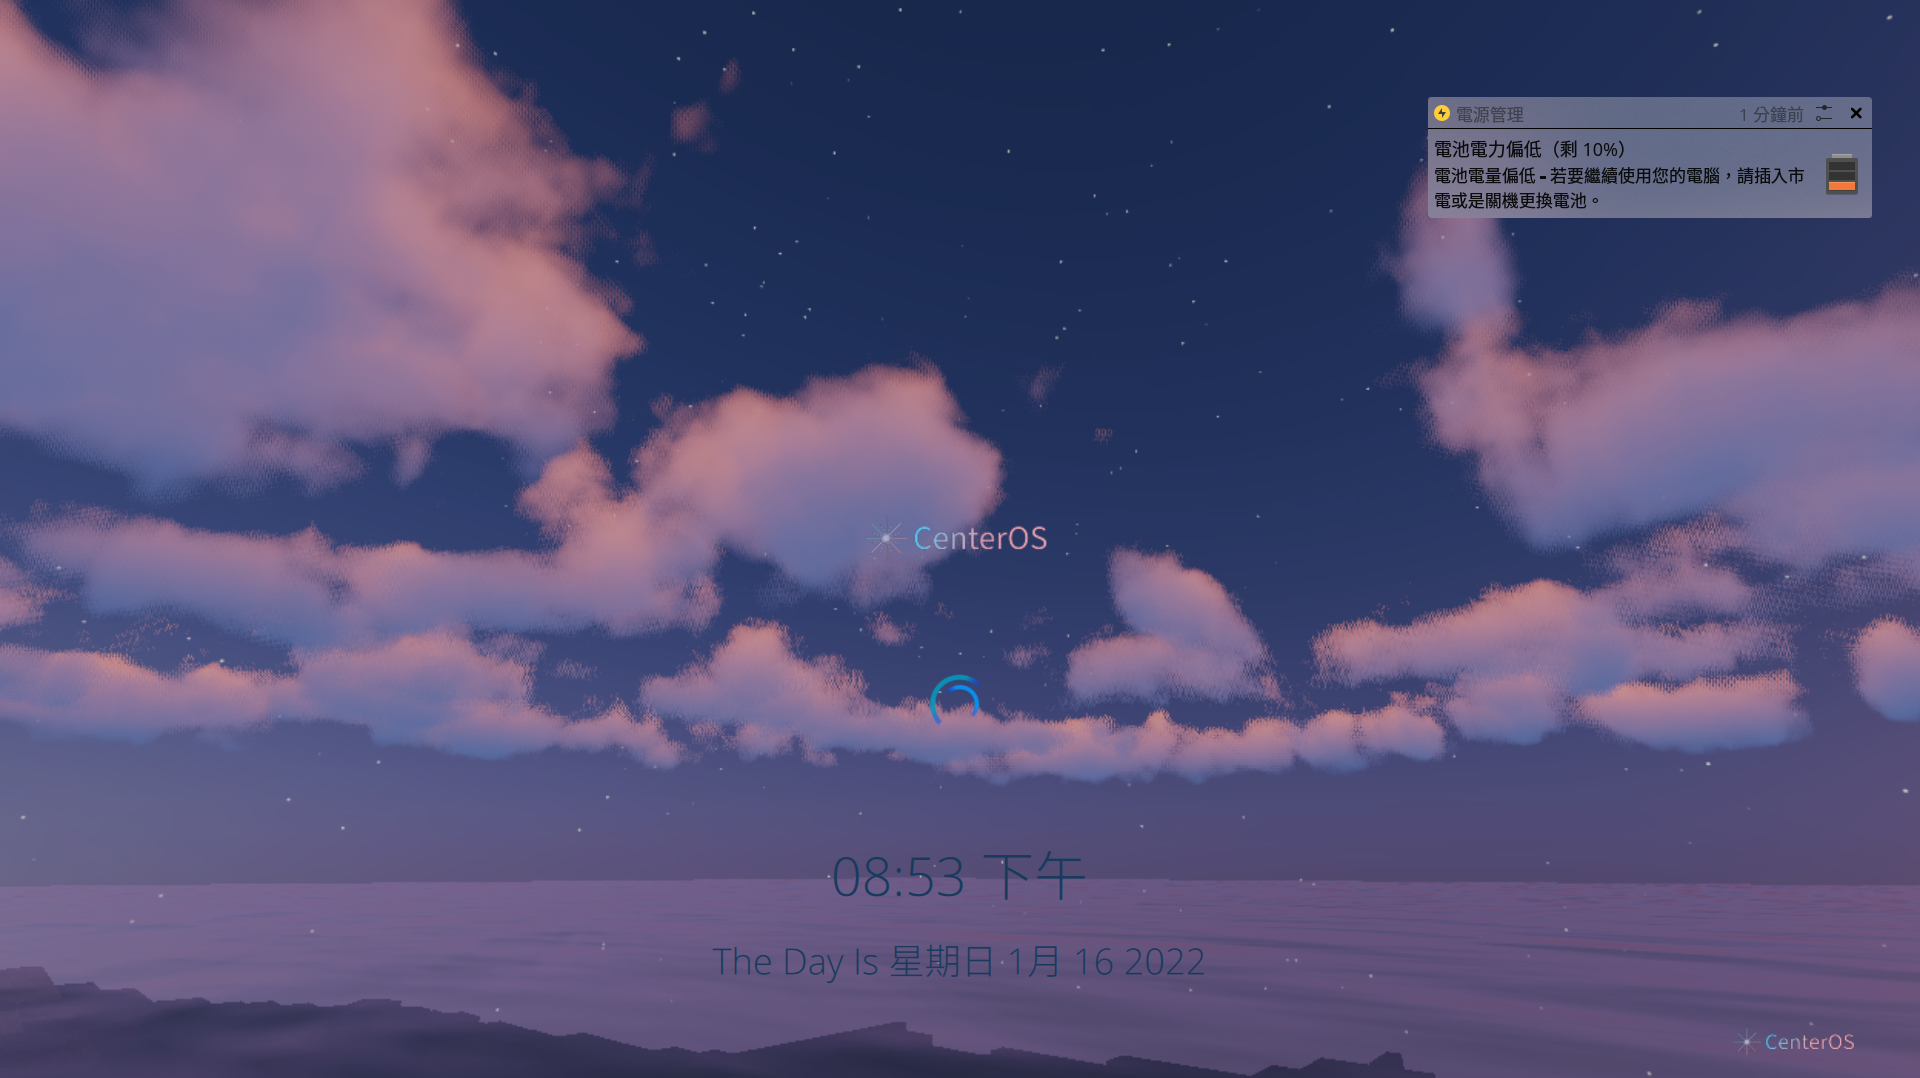 電源管理 1 分鐘前
電池電力偏低（剩 10%）
電池電量偏低 - 若要繼續使用您的電腦，請插入市
電或是關機更換電池。
CenterOS
08:53 下午
The Day Is 星期日 1月 16 2022
CenterOS